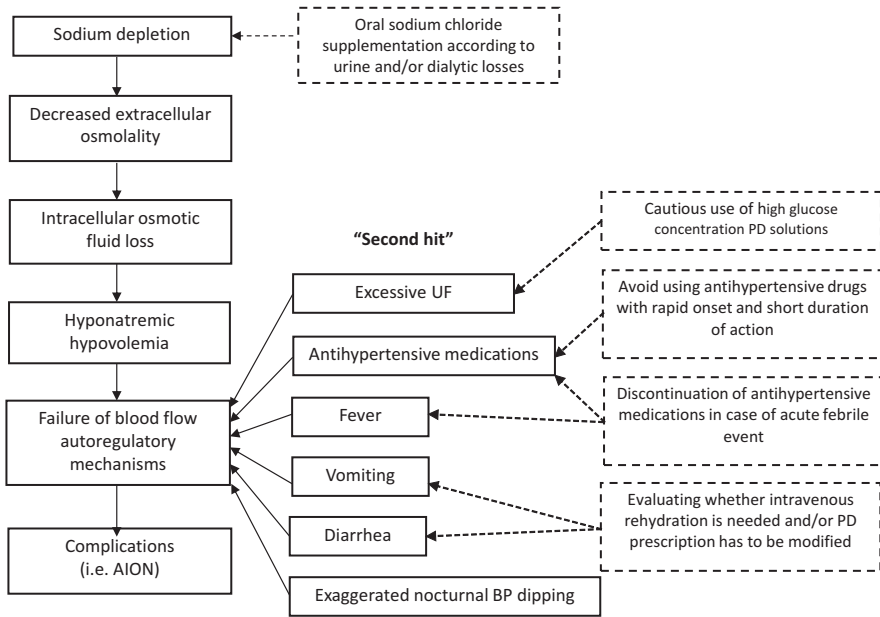 Sodium depletion
Oral sodium chloride
supplementation according to
urine and/or dialytic losses
Decreased extracellular
osmolality
Intracellular osmotic
fluid loss
Hyponatremic
hypovolemia
Failure of blood flow
autoregulatory
mechanisms
Complications
(i.e. AION)
"Second hit"
Excessive UF
Antihypertensive medications
Fever
Vomiting
Diarrhea
Exaggerated nocturnal BP dipping
Cautious use of high glucose
concentration PD solutions
Avoid using antihypertensive drugs
with rapid onset and short duration
of action
Discontinuation of antihypertensive
medications in case of acute febrile
event
Evaluating whether intravenous
rehydration is needed and/or PD
prescription has to be modified